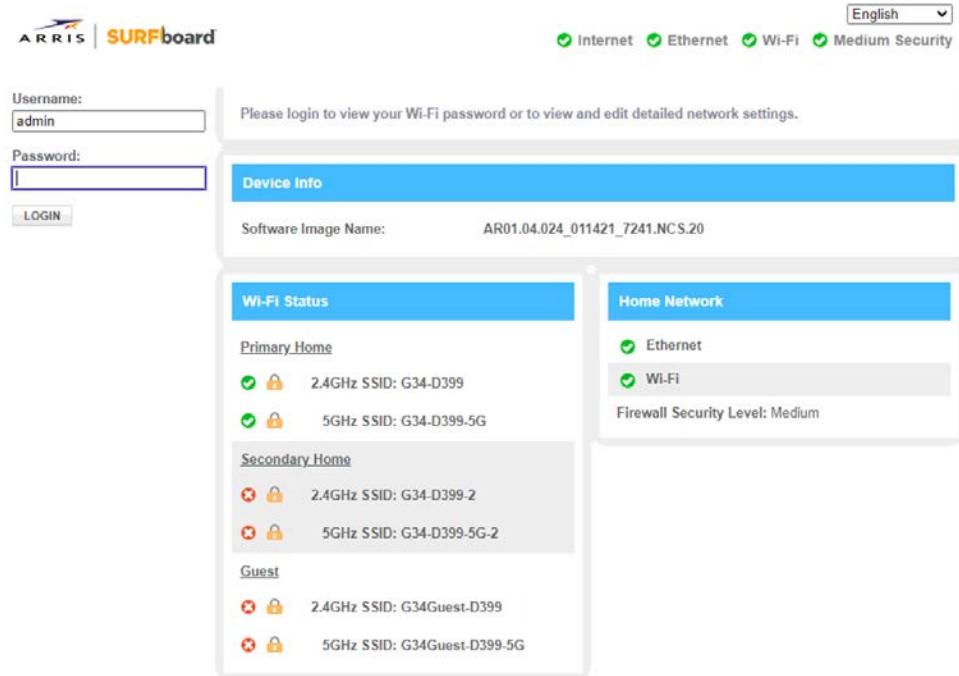 English
ARRIS SURFboard
Internet Ethernet Wi-Fi Medium Security
Username:
admin
Password:
LOGIN
Please login to view your Wi-Fi password or to view and edit detailed network settings.
Device Info
Software Image Name: AR01.04.024_011421_7241.NCS.20
Wi-Fi Status
Primary Home
2.4GHz SSID: G34-D399
5GHz SSID: G34-D399-5G
Secondary Home
2.4GHz SSID: G34-D399-2
5GHz SSID: G34-D399-5G-2
Guest
2.4GHz SSID: G34Guest-D399
5GHz SSID: G34Guest-D399-5G
Home Network
Ethernet
Wi-Fi
Firewall Security Level: Medium